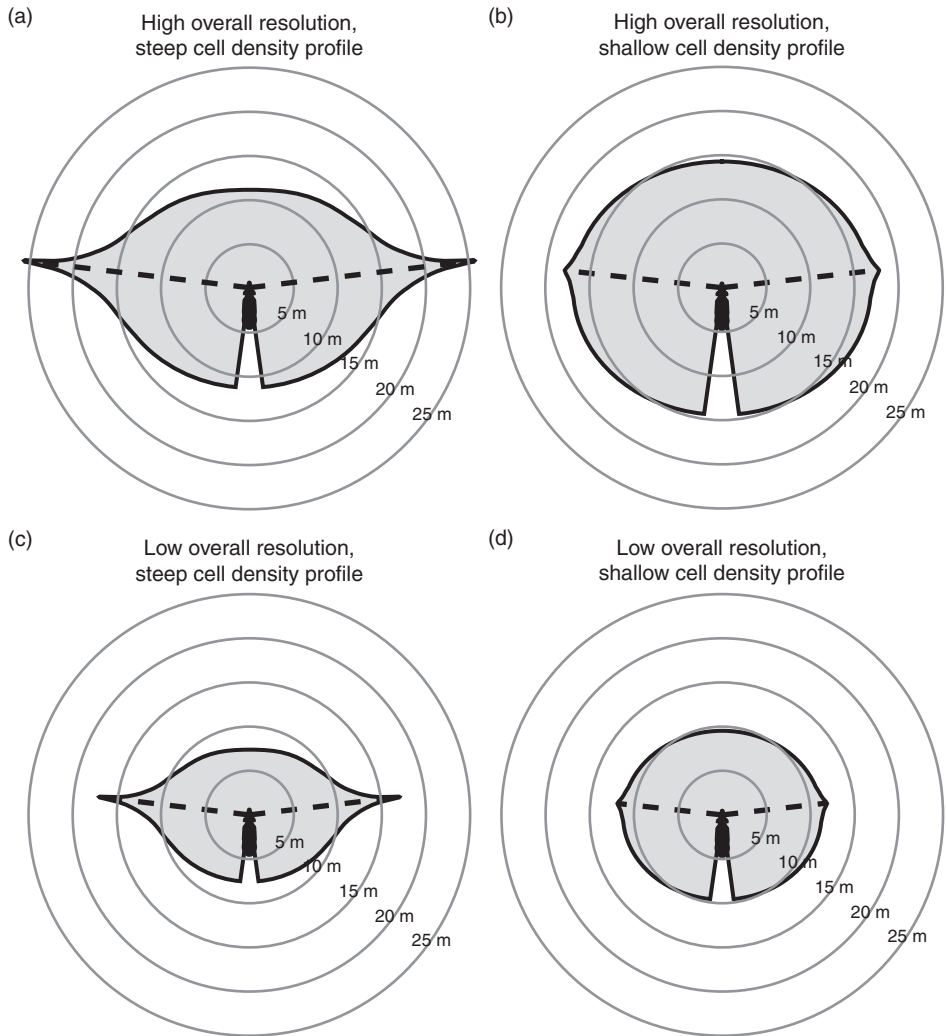 (a)
High overall resolution,
steep cell density profile
5 m
10 m
15 m
20 m
25 m
(b)
High overall resolution,
shallow cell density profile
5 m
10 m
15 m
20 m
25 m
(c)
Low overall resolution,
steep cell density profile
5 m
10 m
15 m
20 m
25 m
(d)
Low overall resolution,
shallow cell density profile
5 m
10 m
15 m
20 m
25 m